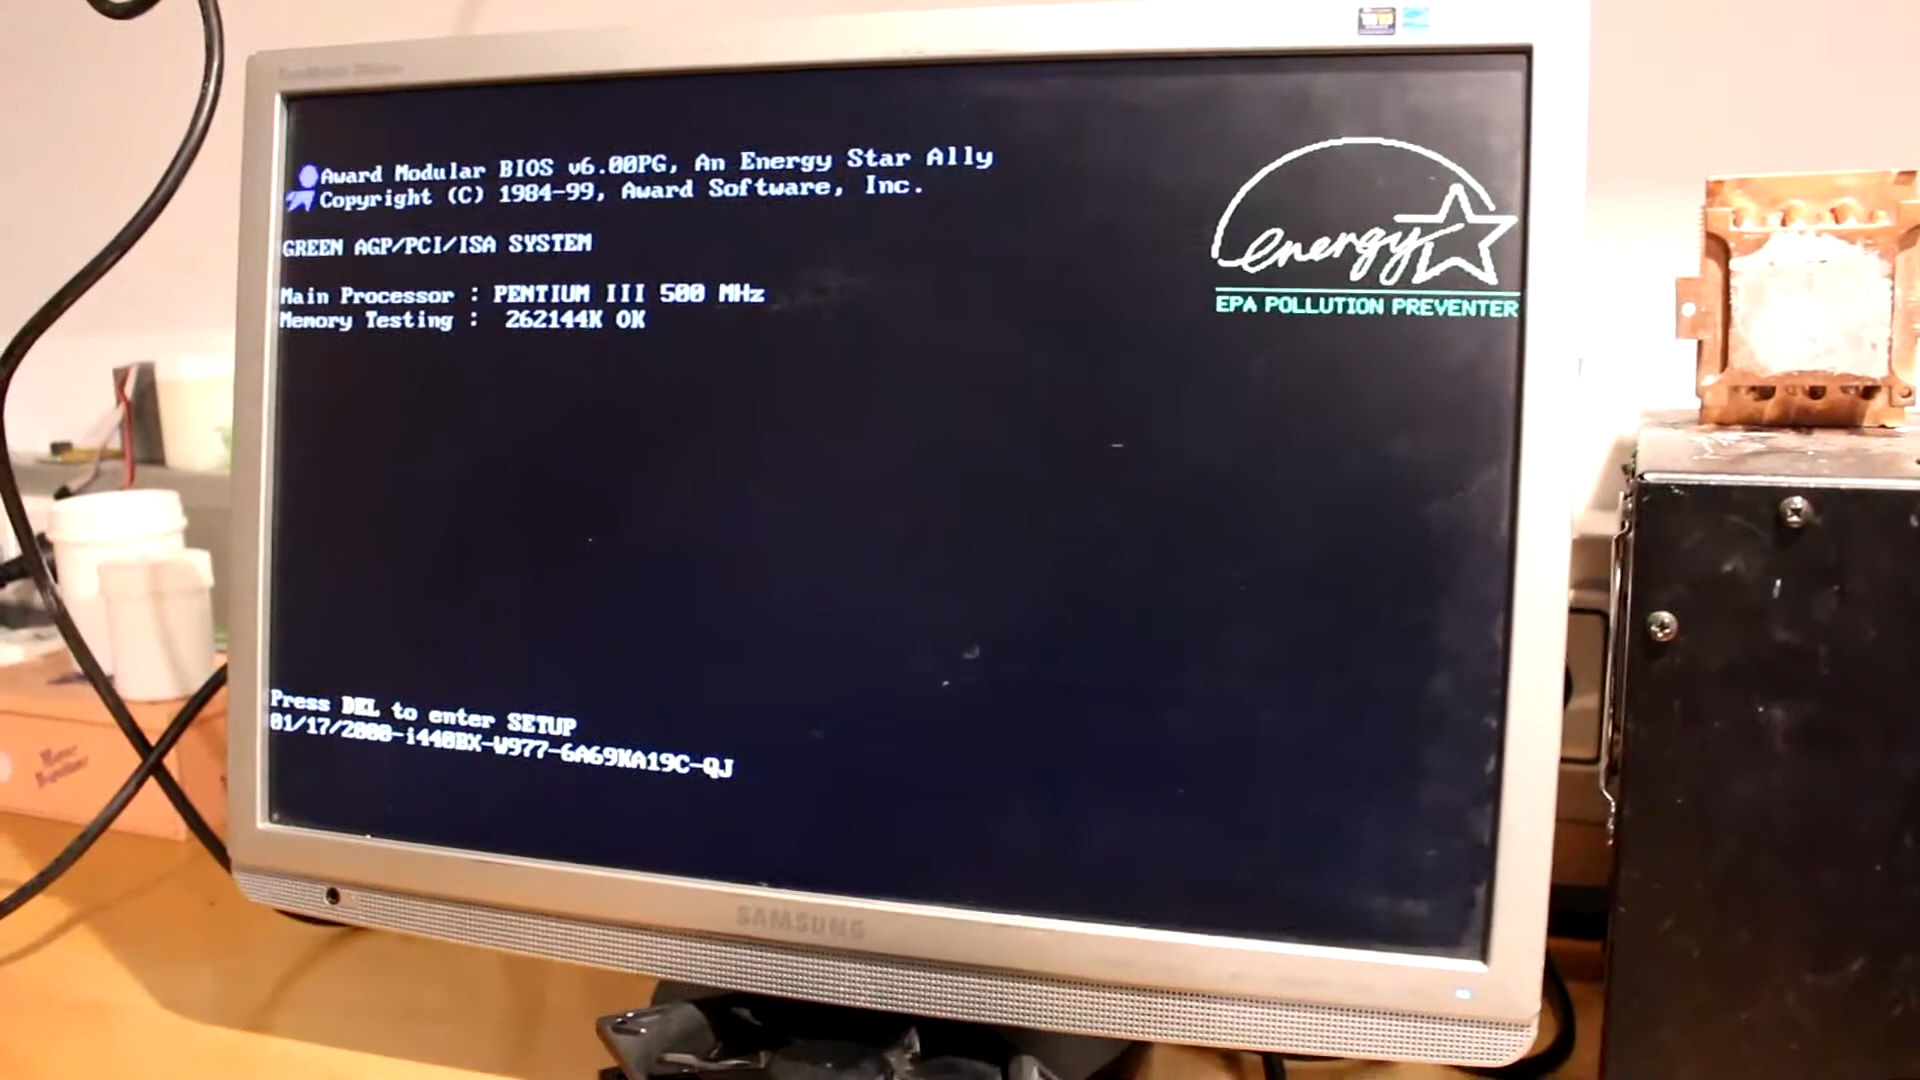 Award Modular BIOS v6.00PG, An Energy Star Ally
Copyright (C) 1984-99, Award Software, Inc.
GREEN AGP/PCI/ISA SYSTEM
Main Processor : PENTIUM III 500 MHz
Memory Testing : 262144K OK
energy
EPA POLLUTION PREVENTER
Press DEL to enter SETUP
01/17/2000-i440BX-W977-6A69KA19C-QJ
SAMSUNG